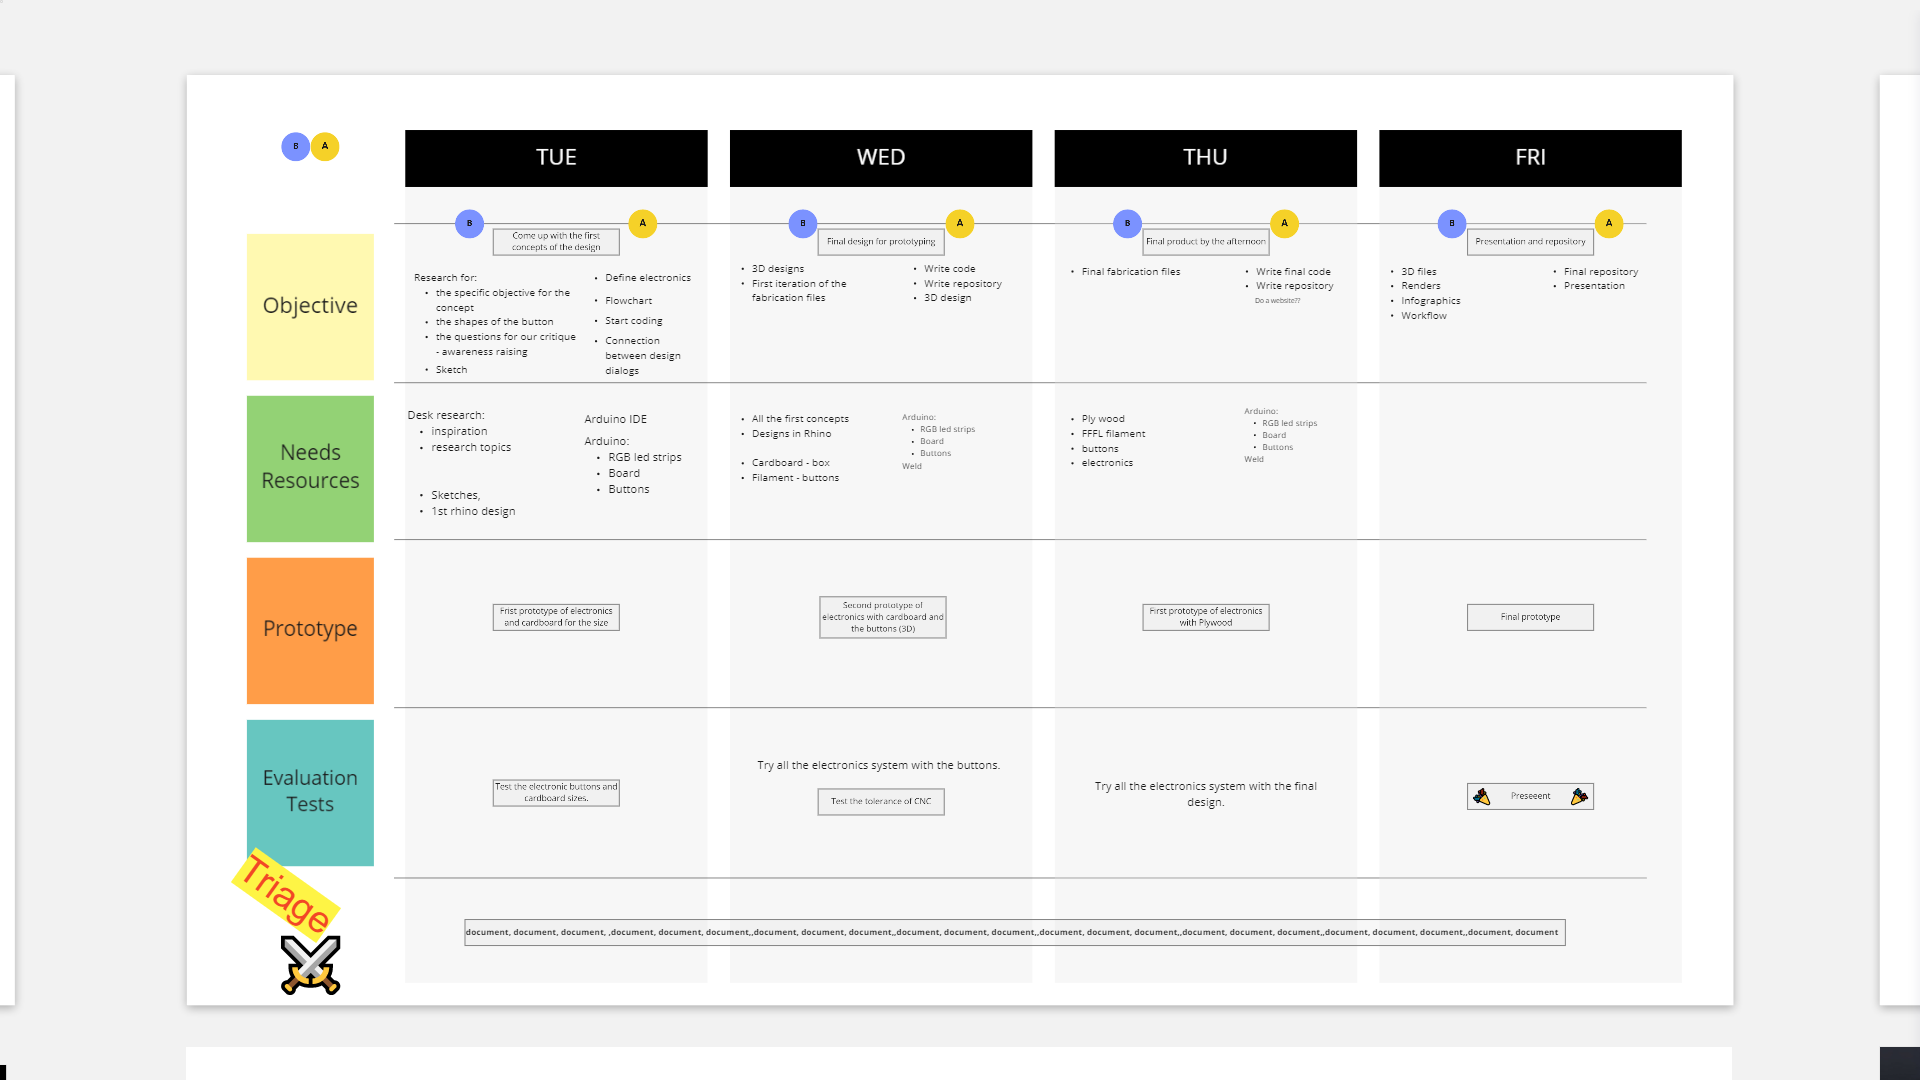 B A
TUE
WED
THU
FRI
Objective
B
A
Come up with the first
concepts of the design
Research for:
• the specific objective for the
concept
• the shapes of the button
• the questions for our critique
- awareness raising
• Sketch
• Define electronics
• Flowchart
• Start coding
• Connection
between design
dialogs
B
A
Final design for prototyping
• 3D designs
• First iteration of the
fabrication files
• Write code
• Write repository
• 3D design
B
A
Final product by the afternoon
• Final fabrication files
• Write final code
• Write repository
Do a website??
B
A
Presentation and repository
• 3D files
• Renders
• Infographics
• Workflow
• Final repository
• Presentation
Needs
Resources
Desk research:
• inspiration
• research topics
• Sketches,
• 1st rhino design
Arduino IDE
Arduino:
• RGB led strips
• Board
• Buttons
• All the first concepts
• Designs in Rhino
• Cardboard - box
• Filament - buttons
Arduino:
• RGB led strips
• Board
• Buttons
Weld
• Ply wood
• FFFL filament
• buttons
• electronics
Arduino:
• RGB led strips
• Board
• Buttons
Weld
Prototype
Frist prototype of electronics
and cardboard for the size
Second prototype of
electronics with cardboard and
the buttons (3D)
First prototype of electronics
with Plywood
Final prototype
Evaluation
Tests
Test the electronic buttons and
cardboard sizes.
Try all the electronics system with the buttons.
Test the tolerance of CNC
Try all the electronics system with the final
design.
Preseeent
Triage
document, document, document, ,document, document, document,,document, document, document,,document, document, document,,document, document, document,,document, document, document,,document, document, document,,document, document